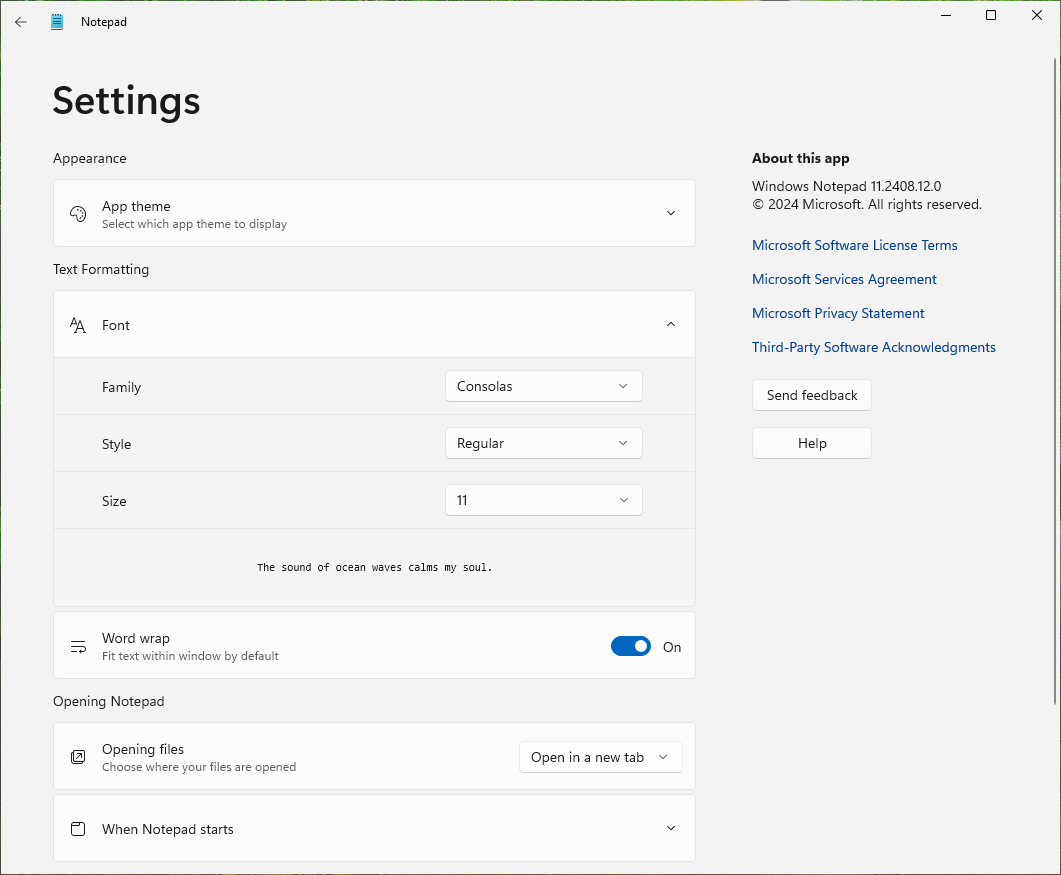 Notepad
Settings
Appearance
App theme
Select which app theme to display
Text Formatting
Font
Family
Consolas
Style
Regular
Size
11
The sound of ocean waves calms my soul.
Word wrap
Fit text within window by default
On
Opening Notepad
Opening files
Choose where your files are opened
Open in a new tab
When Notepad starts
About this app
Windows Notepad 11.2408.12.0
© 2024 Microsoft. All rights reserved.
Microsoft Software License Terms
Microsoft Services Agreement
Microsoft Privacy Statement
Third-Party Software Acknowledgments
Send feedback
Help